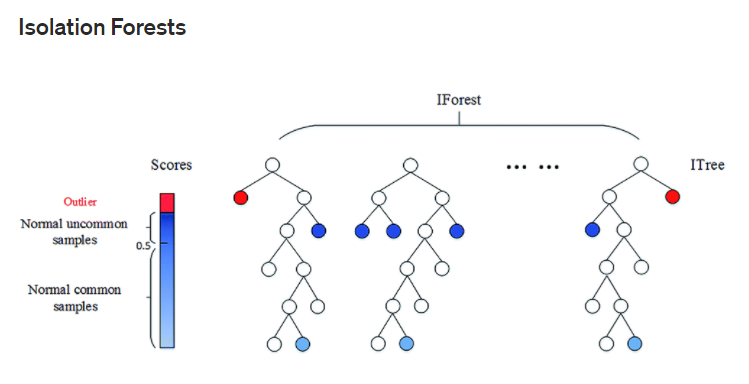 Isolation Forests
IForest
Scores
... ...
ITree
Outlier
Normal uncommon
samples
0.5
Normal common
samples